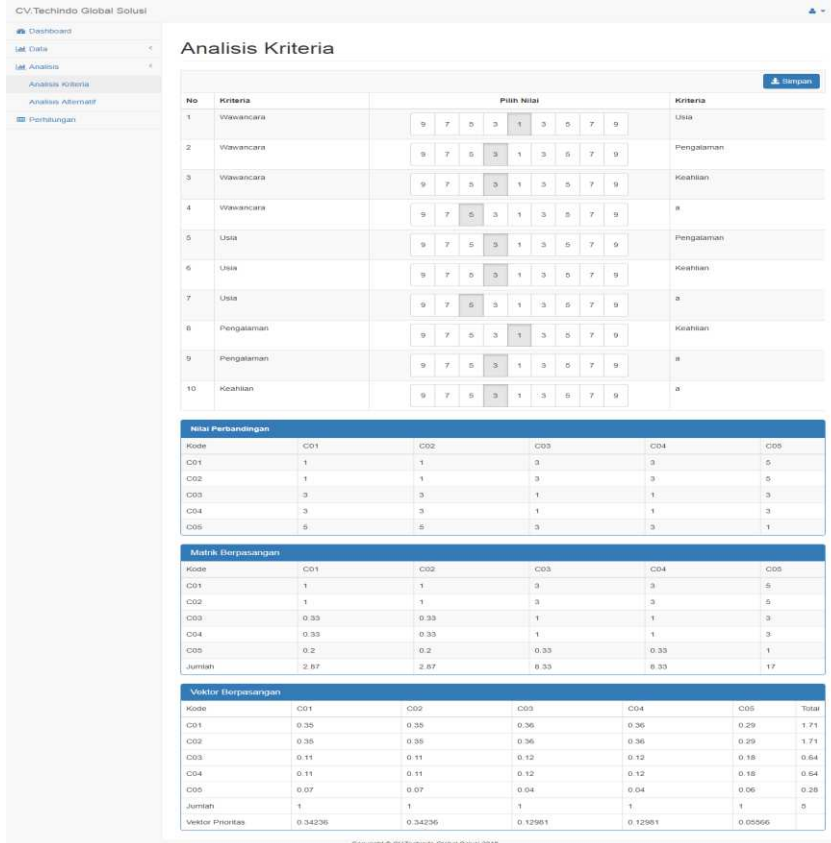 CV.Techindo Global Solusi
Dashboard
Data
Analisis
Analisis Kriteria
Analisis Alternatif
Perhitungan
Analisis Kriteria
Simpan
No Kriteria Pilih Nilai Kriteria
1 Wawancara 9 7 5 3 1 3 5 7 9 Usia
2 Wawancara 9 7 5 3 1 3 5 7 9 Pengalaman
3 Wawancara 9 7 5 3 1 3 5 7 9 Keahlian
4 Wawancara 9 7 5 3 1 3 5 7 9 a
5 Usia 9 7 5 3 1 3 5 7 9 Pengalaman
6 Usia 9 7 5 3 1 3 5 7 9 Keahlian
7 Usia 9 7 5 3 1 3 5 7 9 a
8 Pengalaman 9 7 5 3 1 3 5 7 9 Keahlian
9 Pengalaman 9 7 5 3 1 3 5 7 9 a
10 Keahlian 9 7 5 3 1 3 5 7 9 a
Nilai Perbandingan
Kode C01 C02 C03 C04 C05
C01 1 1 3 3 5
C02 1 1 3 3 5
C03 3 3 1 1 3
C04 3 3 1 1 3
C05 5 5 3 3 1
Matrik Berpasangan
Kode C01 C02 C03 C04 C05
C01 1 1 3 3 5
C02 1 1 3 3 5
C03 0.33 0.33 1 1 3
C04 0.33 0.33 1 1 3
C05 0.2 0.2 0.33 0.33 1
Jumlah 2.87 2.87 8.33 8.33 17
Vektor Berpasangan
Kode C01 C02 C03 C04 C05 Total
C01 0.35 0.35 0.36 0.36 0.29 1.71
C02 0.35 0.35 0.36 0.36 0.29 1.71
C03 0.11 0.11 0.12 0.12 0.18 0.64
C04 0.11 0.11 0.12 0.12 0.18 0.64
C05 0.07 0.07 0.04 0.04 0.06 0.28
Jumlah 1 1 1 1 1 5
Vektor Prioritas 0.34236 0.34236 0.12981 0.12981 0.05566